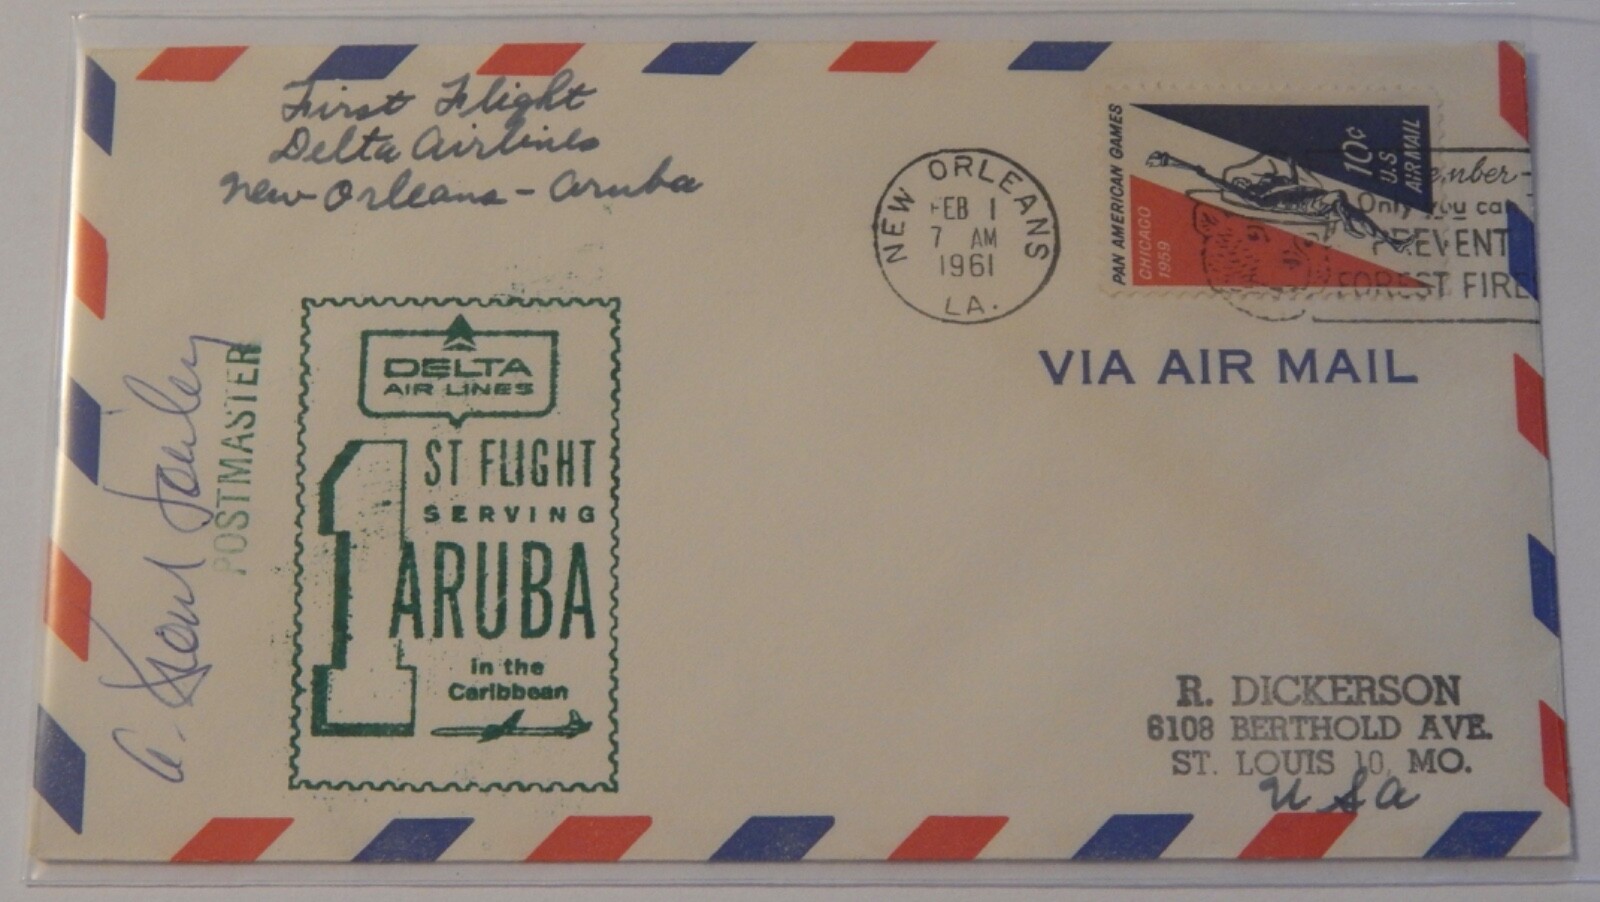 First Flight
Delta Airlines
New Orleans - Aruba
NEW ORLEANS
FEB 1
7 AM
1961
LA.
PAN AMERICAN GAMES
CHICAGO
1959
10¢
U.S.
AIR MAIL
Only you can
PREVENT
FOREST FIRE
VIA AIR MAIL
POSTMASTER
DELTA
AIR LINES
1
ST FLIGHT
SERVING
ARUBA
in the
Caribbean
R. DICKERSON
6108 BERTHOLD AVE.
ST. LOUIS 10, MO.
USA